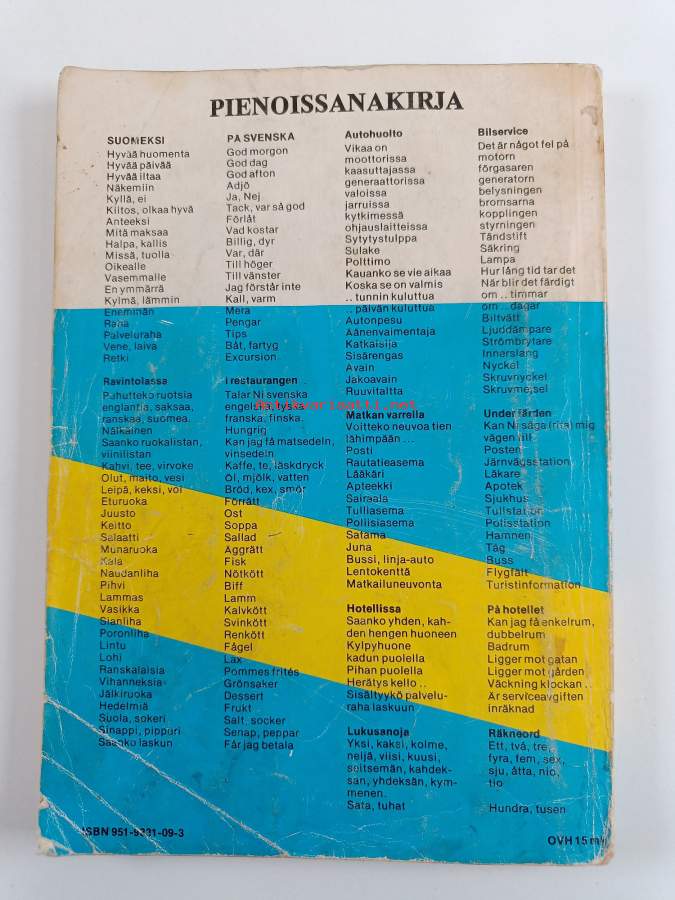 PIENOISSANAKIRJA
SUOMEKSI
Hyvää huomenta
Hyvää päivää
Hyvää iltaa
Näkemiin
Kyllä, ei
Kiitos, olkaa hyvä
Anteeksi
Mitä maksaa
Halpa, kallis
Missä, tuolla
Oikealle
Vasemmalle
En ymmärrä
Kylmä, lämmin
Enemmän
Raha
Palveluraha
Vene, laiva
Retki
PA SVENSKA
God morgon
God dag
God afton
Adjö
Ja, Nej
Tack, var så god
Förlåt
Vad kostar
Billig, dyr
Var, där
Till höger
Till vänster
Jag förstår inte
Kall, varm
Mera
Pengar
Tips
Båt, fartyg
Excursion
Ravintolassa
Puhutteko ruotsia
englantia, saksaa,
ranskaa, suomea.
Nälkäinen
Saanko ruokalistan,
viinilistan
Kahvi, tee, virvoke
Olut, maito, vesi
Leipä, keksi, voi
Eturuoka
Juusto
Keitto
Salaatti
Munaruoka
Kala
Naudanliha
Pihvi
Lammas
Vasikka
Sianliha
Poronliha
Lintu
Lohi
Ranskalaisia
Vihanneksia
Jälkiruoka
Hedelmiä
Suola, sokeri
Sinappi, pippuri
Saanko laskun
I restaurangen
Talar Ni svenska
franska, finska.
Hungrig
Kan jag få matsedeln,
vinsedeln
Kaffe, te, läskdryck
Öl, mjölk, vatten
Bröd, kex, smör
Förrätt
Ost
Soppa
Sallad
Äggrätt
Fisk
Nötkött
Biff
Lamm
Kalvkött
Svinkött
Renkött
Fågel
Lax
Pommes frités
Grönsaker
Dessert
Frukt
Salt, socker
Senap, peppar
Får jag betala
Autohuolto
Vikaa on
moottorissa
kaasuttajassa
generaattorissa
valoissa
jarruissa
kytkimessä
ohjauslaitteissa
Sytytystulppa
Sulake
Polttimo
Kauanko se vie aikaa
Koska se on valmis
.. tunnin kuluttua
.. päivän kuluttua
Autonpesu
Äänenvaimentaja
Katkaisija
Sisärengas
Avain
Jakoavain
Ruuvitaltta
Matkan varrella
Voitteko neuvoa tien
lähimpään ..
Posti
Rautatieasema
Lääkäri
Apteekki
Sairaala
Tulliasema
Poliisiasema
Satama
Juna
Bussi, linja-auto
Lentokenttä
Matkailuneuvonta
Hotellissa
Saanko yhden, kah-
den hengen huoneen
Kylpyhuone
kadun puolella
Pihan puolella
Herätys kello ..
Sisältyykö palvelu-
raha laskuun
Lukusanoja
Yksi, kaksi, kolme,
neljä, viisi, kuusi,
seitsemän, kahdek-
san, yhdeksän, kym-
menen.
Sata, tuhat
Bilservice
Det är något fel på
motorn
förgasaren
generatorn
belysningen
bromsarna
kopplingen
styrningen
Tändstift
Säkring
Lampa
Hur lång tid tar det
När blir det färdigt
om .. timmar
om .. dagar
Biltvätt
Ljuddämpare
Strömbrytare
Innerslang
Nyckel
Skruvnyckel
Skruvmejsel
Under färden
Kan Ni säga (rita) mig
vägen till
Posten
Järnvägsstation
Läkare
Apotek
Sjukhus
Tullstation
Polisstation
Hamnen
Tåg
Buss
Flygfält
Turistinformation
På hotellet
Kan jag få enkelrum,
dubbelrum
Badrum
Ligger mot gatan
Ligger mot gården
Väckning klockan ..
Är serviceavgiften
inräknad
Räkneord
Ett, två, tre,
fyra, fem, sex,
sju, åtta, nio,
tio
Hundra, tusen
ISBN 951-9331-09-3
OVH 15 mk
antikvariaatti.net